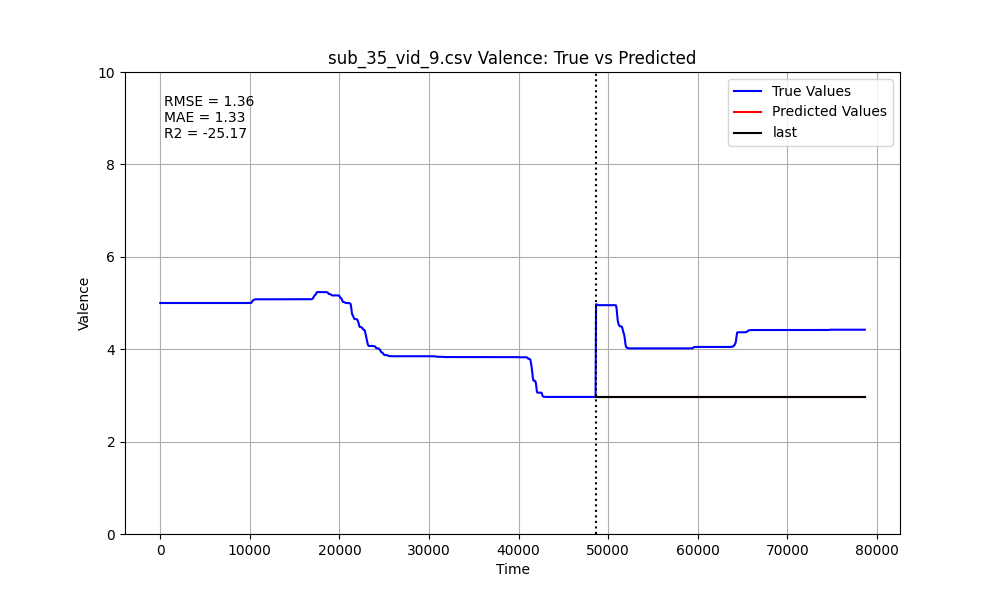 sub_35_vid_9.csv Valence: True vs Predicted
RMSE = 1.36
MAE = 1.33
R2 = -25.17
True Values
Predicted Values
last
Valence
10
8
6
4
2
0
0 10000 20000 30000 40000 50000 60000 70000 80000
Time